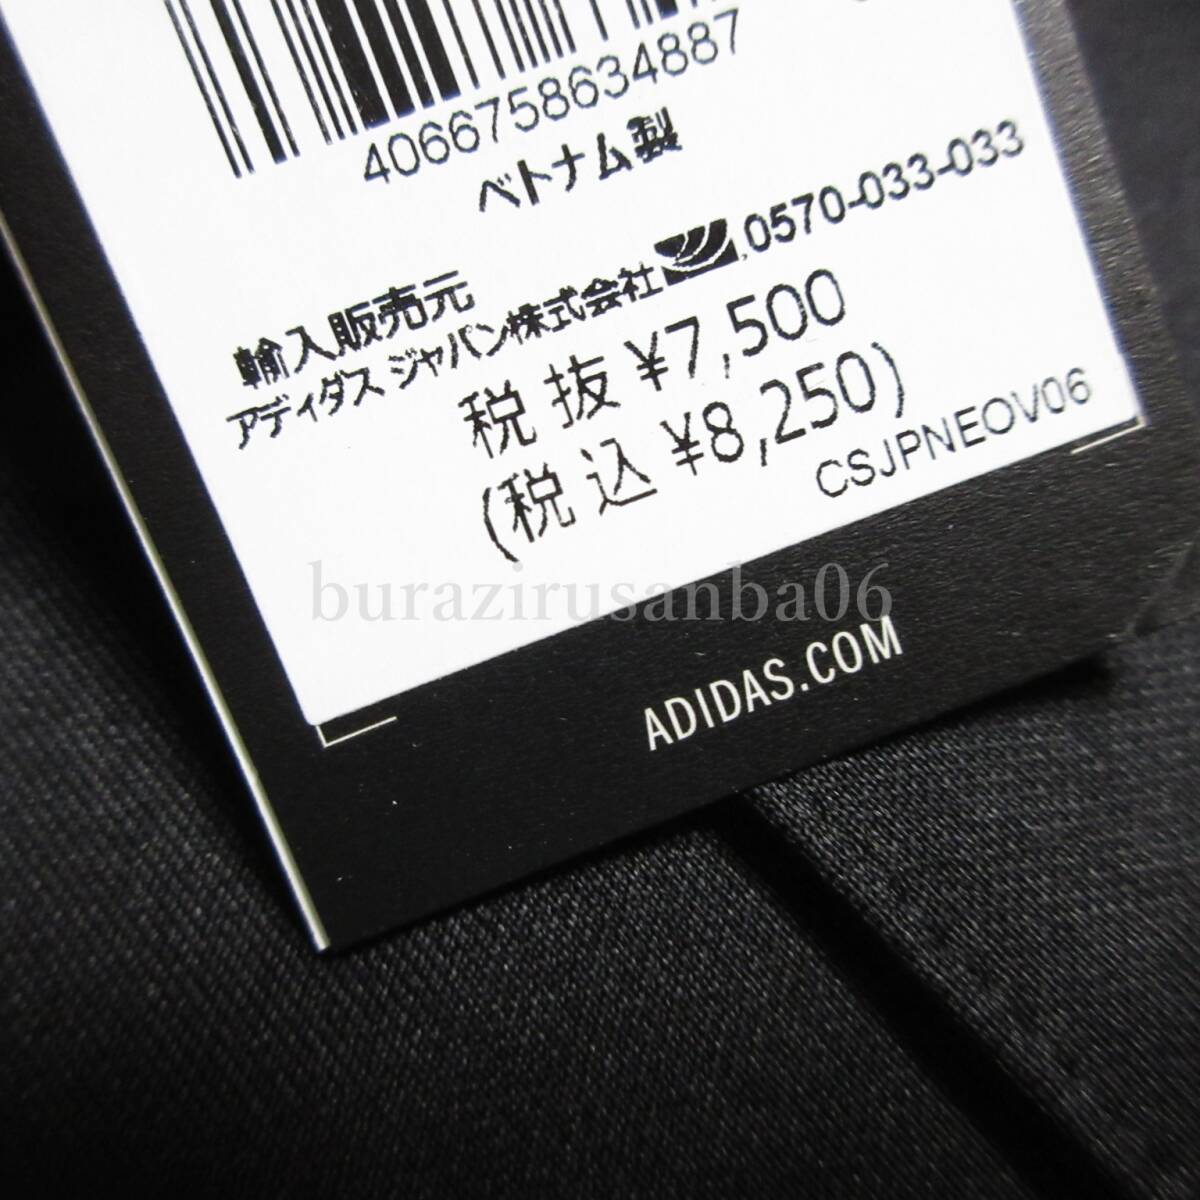 4066758634887
ベトナム製
輸入販売元
アディダス ジャパン株式会社 0570-033-033
税抜 ¥7,500
(税込 ¥8,250)
CSJPNEOV06
burazirusanba06
ADIDAS.COM